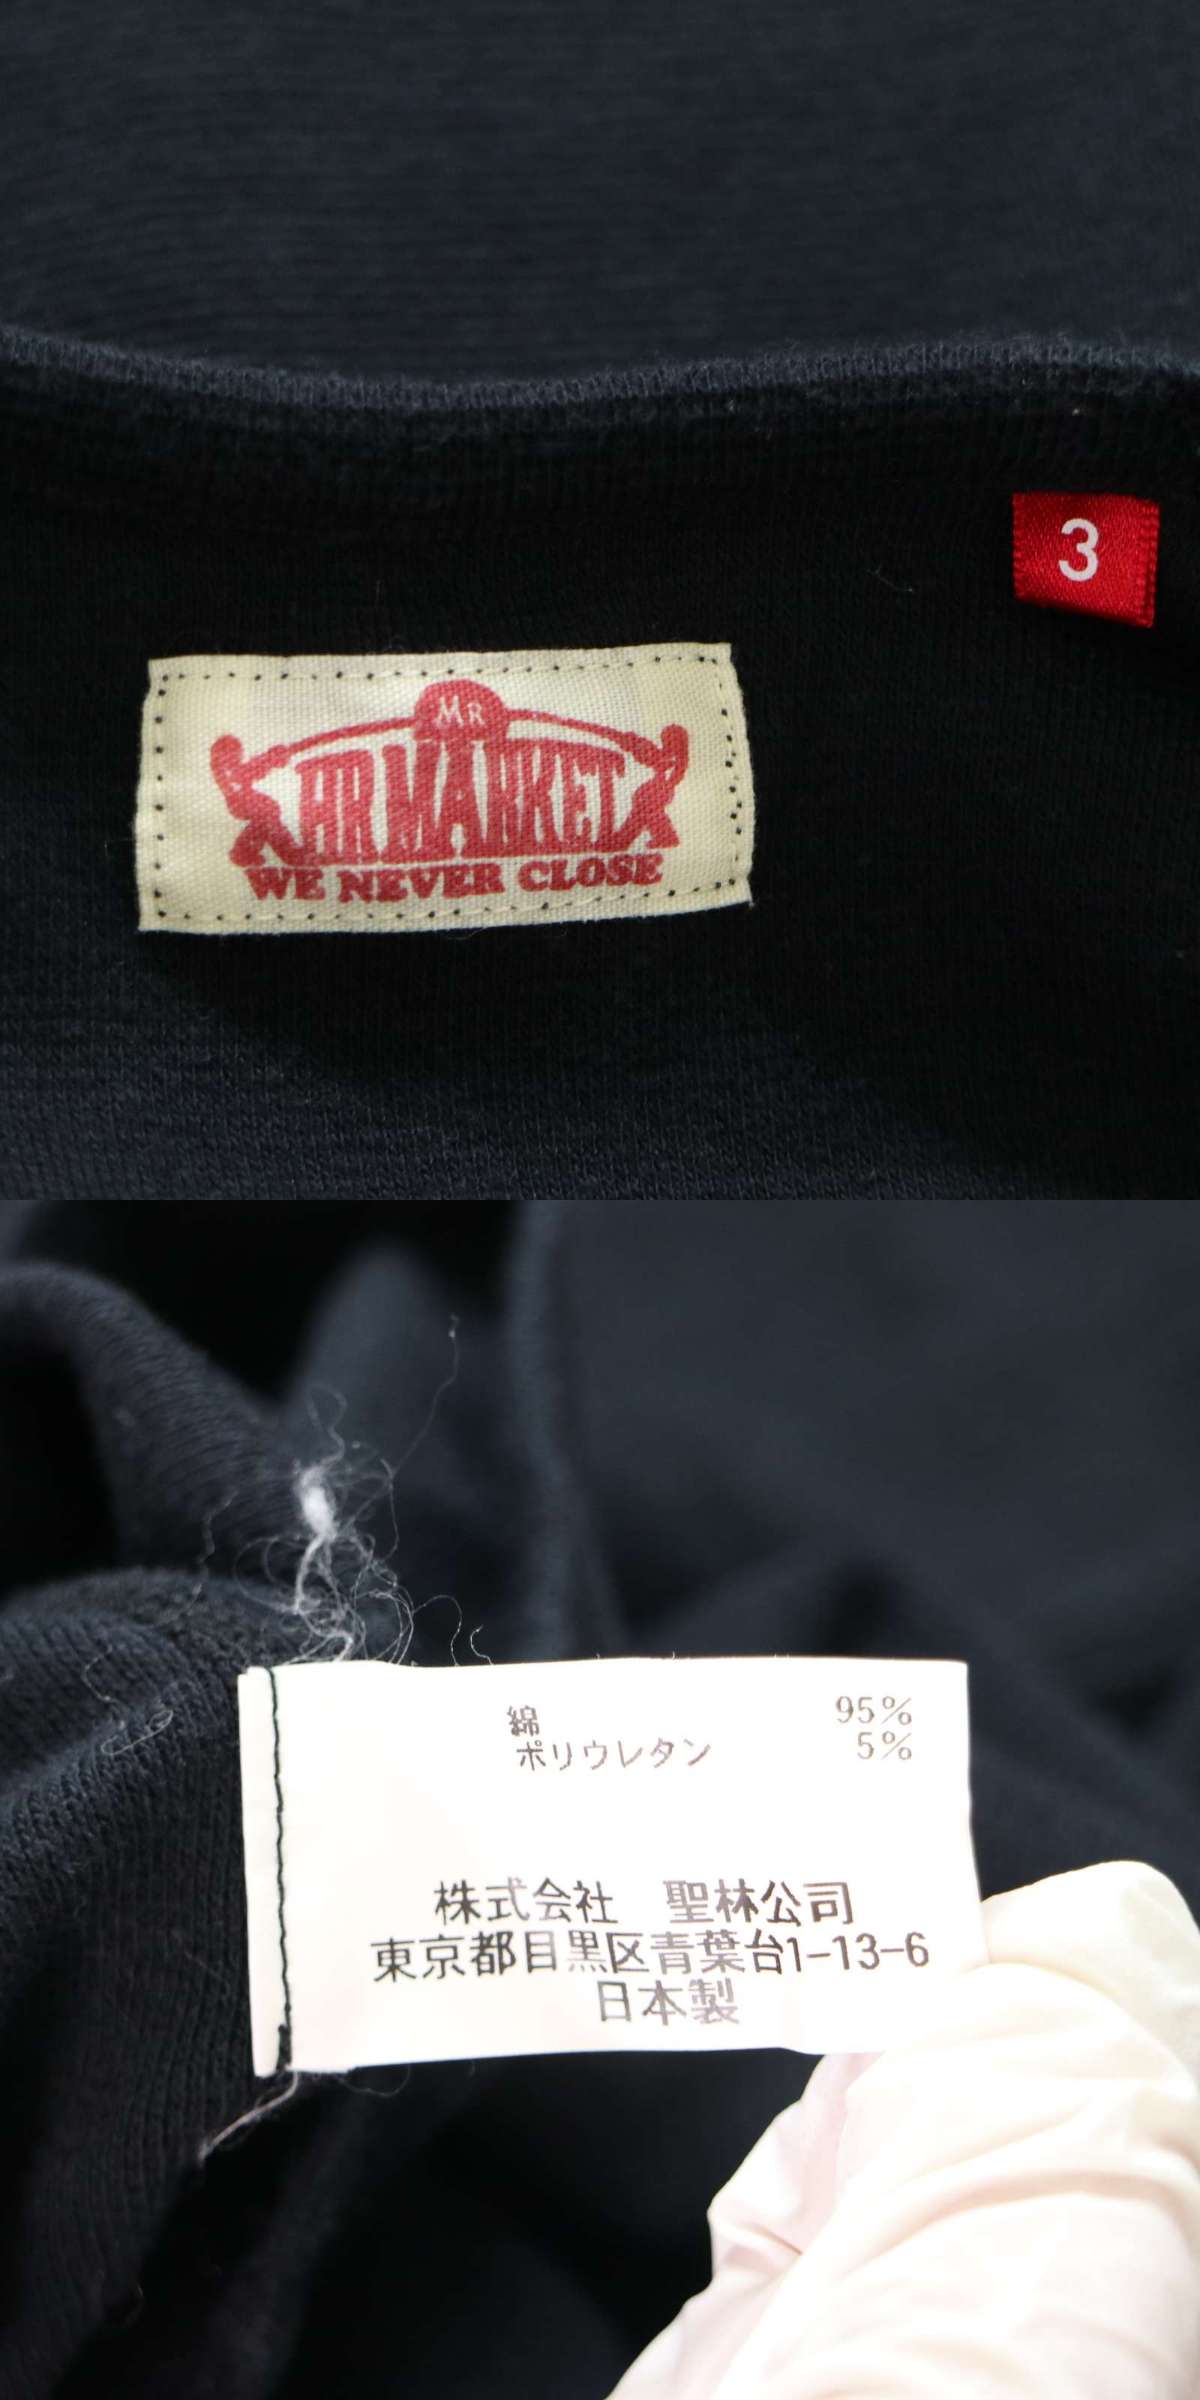 3
MR
HR MARKET
WE NEVER CLOSE
綿 95%
ポリウレタン 5%
株式会社 聖林公司
東京都目黒区青葉台1-13-6
日本製